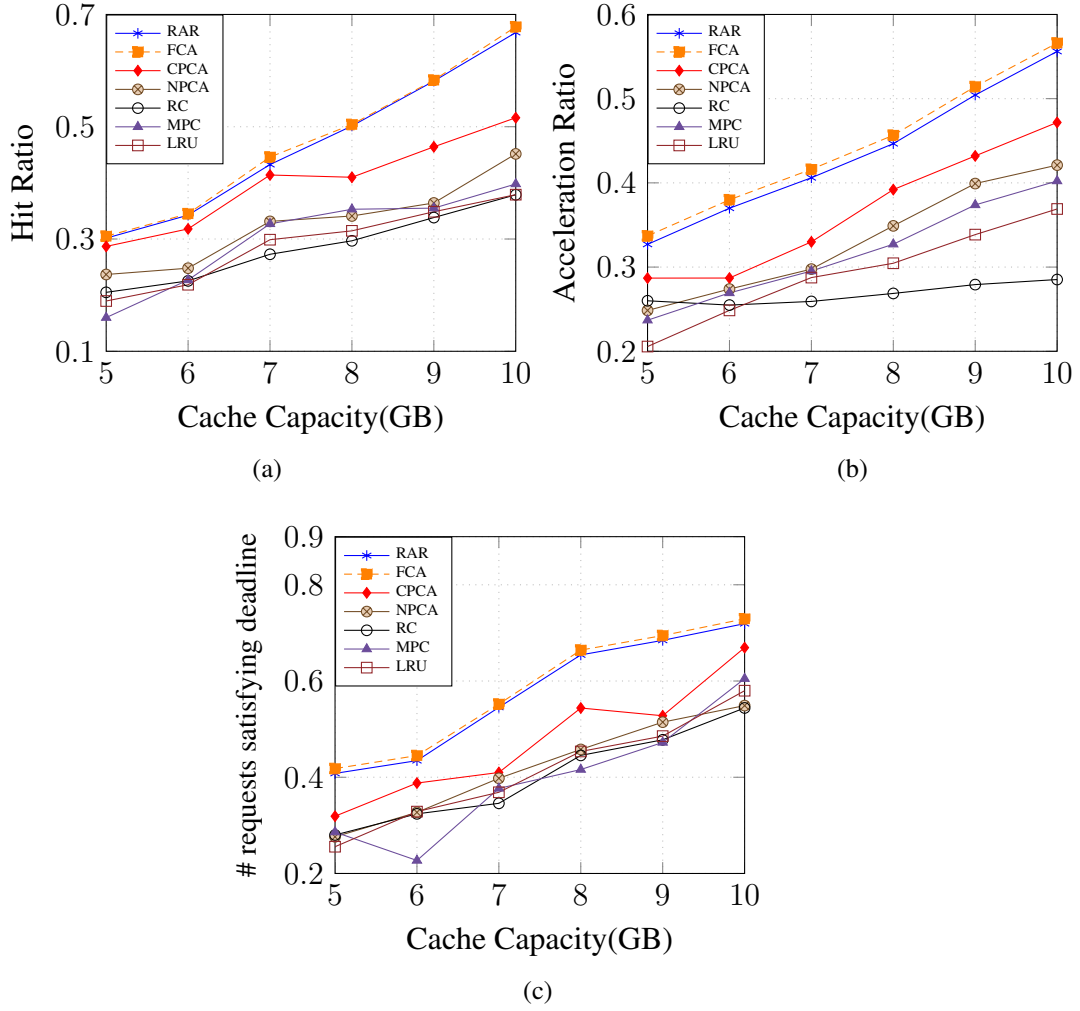 0.7
0.5
0.3
0.1
Hit Ratio
RAR
FCA
CPCA
NPCA
RC
MPC
LRU
5 6 7 8 9 10
Cache Capacity(GB)
(a)
0.7
0.6
0.5
0.4
0.3
0.2
Acceleration Ratio
RAR
FCA
CPCA
NPCA
RC
MPC
LRU
5 6 7 8 9 10
Cache Capacity(GB)
(b)
0.9
0.8
0.6
0.4
0.2
# requests satisfying deadline
RAR
FCA
CPCA
NPCA
RC
MPC
LRU
5 6 7 8 9 10
Cache Capacity(GB)
(c)